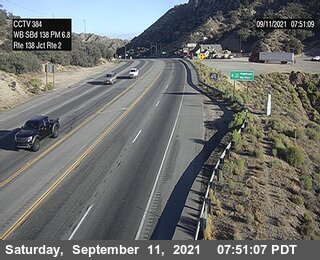 CCTV 384
09/11/2021 07:51:09
WB SBd 138 PM 6.8
Rte 138 Jct Rte 2
Saturday, September 11, 2021 07:51:07 PDT